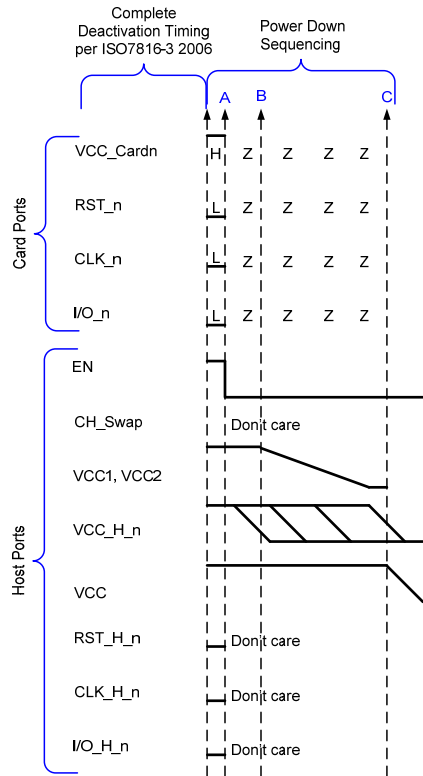 Complete
Deactivation Timing
per ISO7816-3 2006
Power Down
Sequencing
A B C
Card Ports
VCC_Cardn H Z Z Z Z
RST_n L Z Z Z Z
CLK_n L Z Z Z Z
I/O_n L Z Z Z Z
Host Ports
EN
CH_Swap Don't care
VCC1, VCC2
VCC_H_n
VCC
RST_H_n Don't care
CLK_H_n Don't care
I/O_H_n Don't care